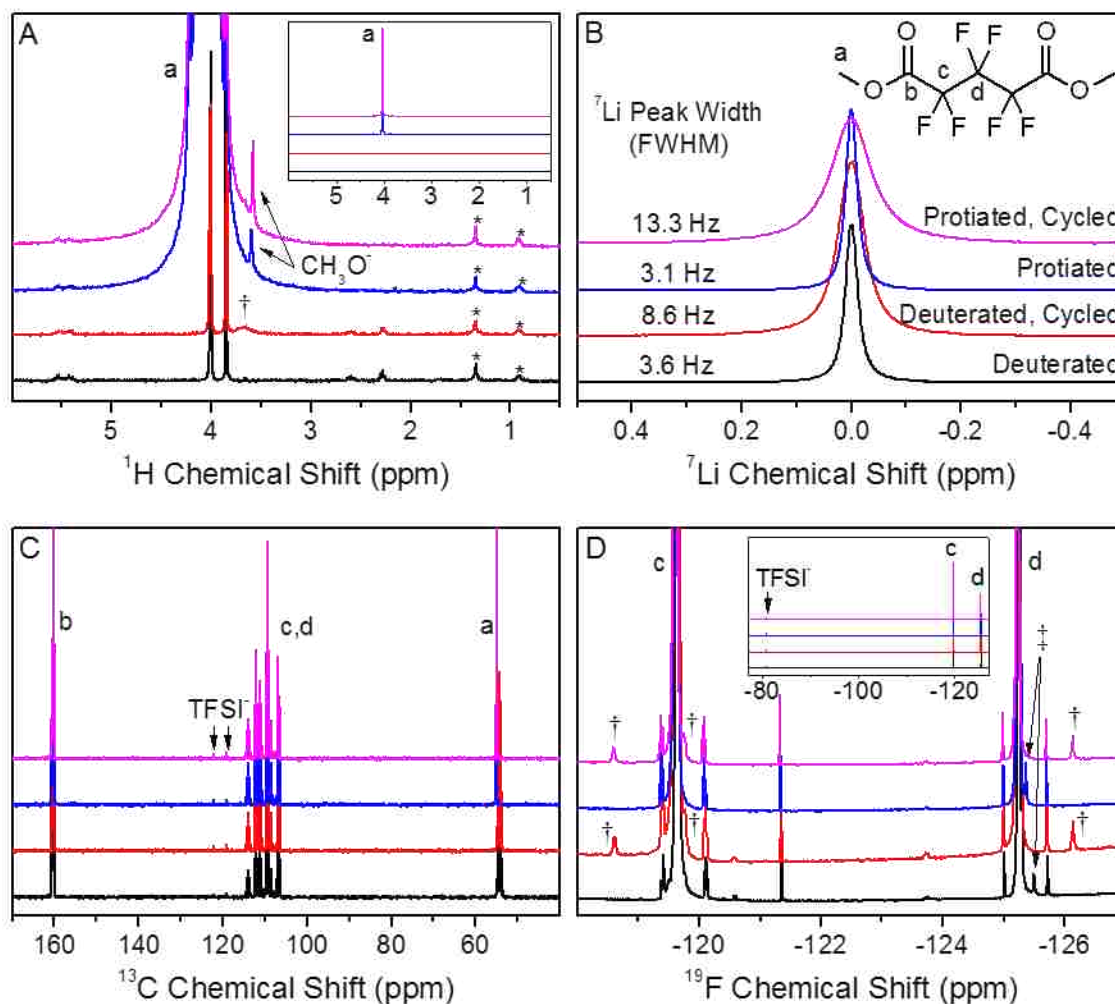 A
a
a
5 4 3 2 1
CH₃O⁻
†
* *
* *
* *
* *
5 4 3 2 1
¹H Chemical Shift (ppm)
B
O F F O
a c
O b d O
F F F F
⁷Li Peak Width
(FWHM)
13.3 Hz Protiated, Cycled
3.1 Hz Protiated
8.6 Hz Deuterated, Cycled
3.6 Hz Deuterated
0.4 0.2 0.0 -0.2 -0.4
⁷Li Chemical Shift (ppm)
C
b
TFSI⁻
c,d
a
160 140 120 100 80 60
¹³C Chemical Shift (ppm)
D
c
d
TFSI⁻
c
d
-80 -100 -120
‡
† † †
† † †
-120 -122 -124 -126
¹⁹F Chemical Shift (ppm)